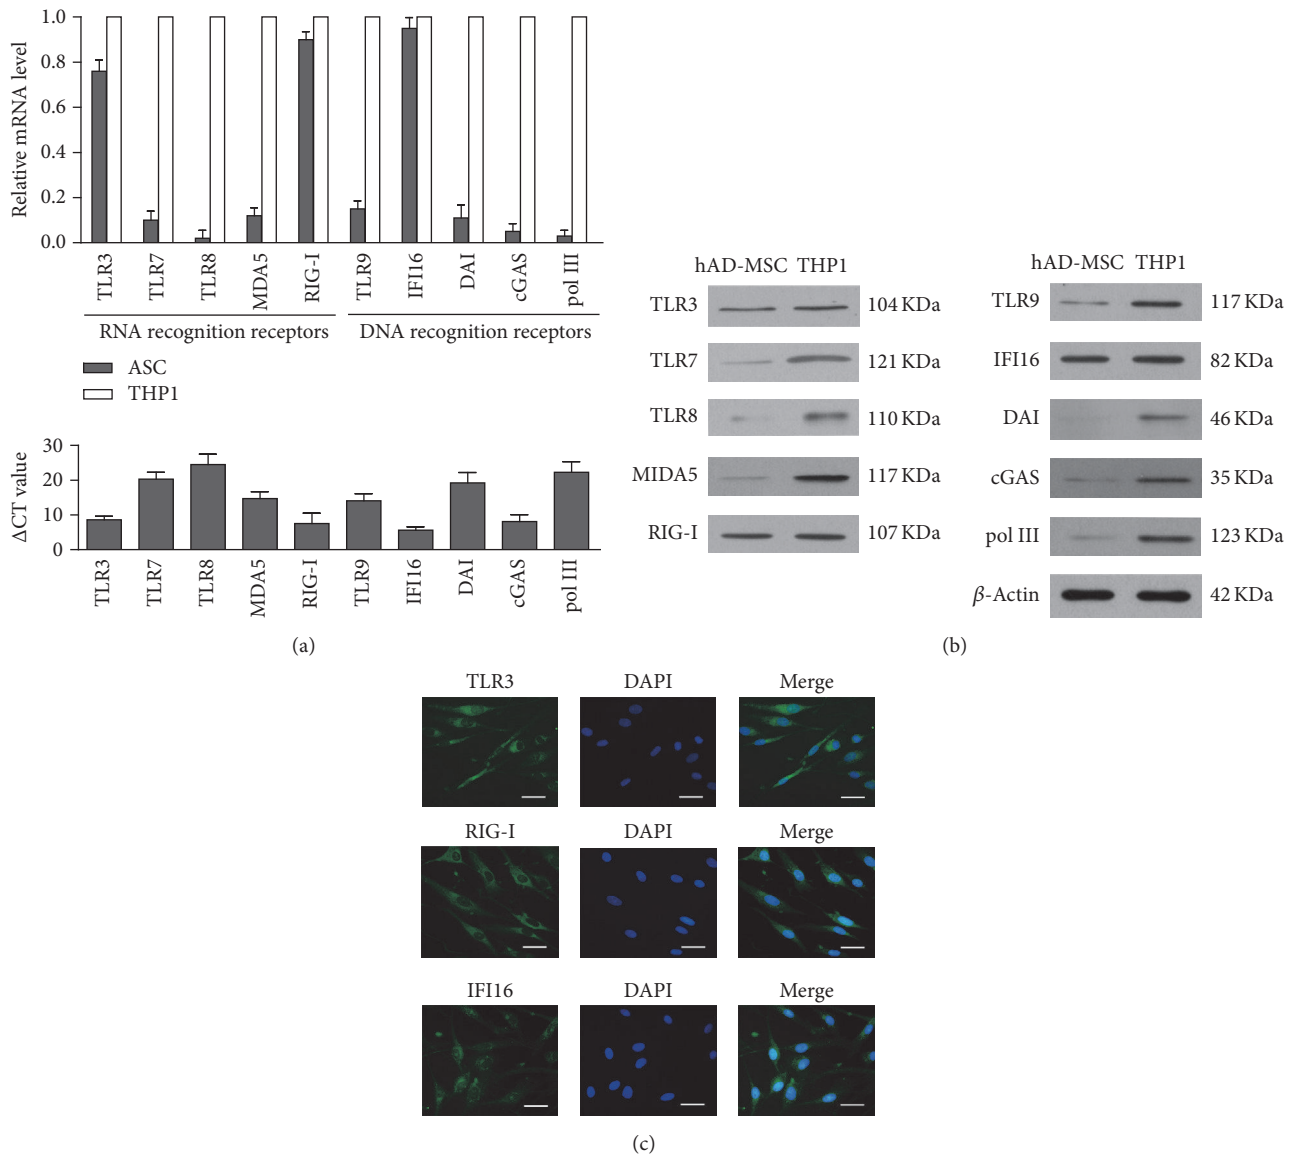 1.0
0.8
0.6
0.4
0.2
0.0
Relative mRNA level
TLR3
TLR7
TLR8
MDA5
RIG-I
TLR9
IFI16
DAI
cGAS
pol III
RNA recognition receptors
DNA recognition receptors
ASC
THP1
30
20
10
0
ΔCT value
TLR3
TLR7
TLR8
MDA5
RIG-I
TLR9
IFI16
DAI
cGAS
pol III
(a)
hAD-MSC THP1
TLR3 104 KDa
TLR7 121 KDa
TLR8 110 KDa
MIDA5 117 KDa
RIG-I 107 KDa
hAD-MSC THP1
TLR9 117 KDa
IFI16 82 KDa
DAI 46 KDa
cGAS 35 KDa
pol III 123 KDa
β-Actin 42 KDa
(b)
TLR3 DAPI Merge
RIG-I DAPI Merge
IFI16 DAPI Merge
(c)